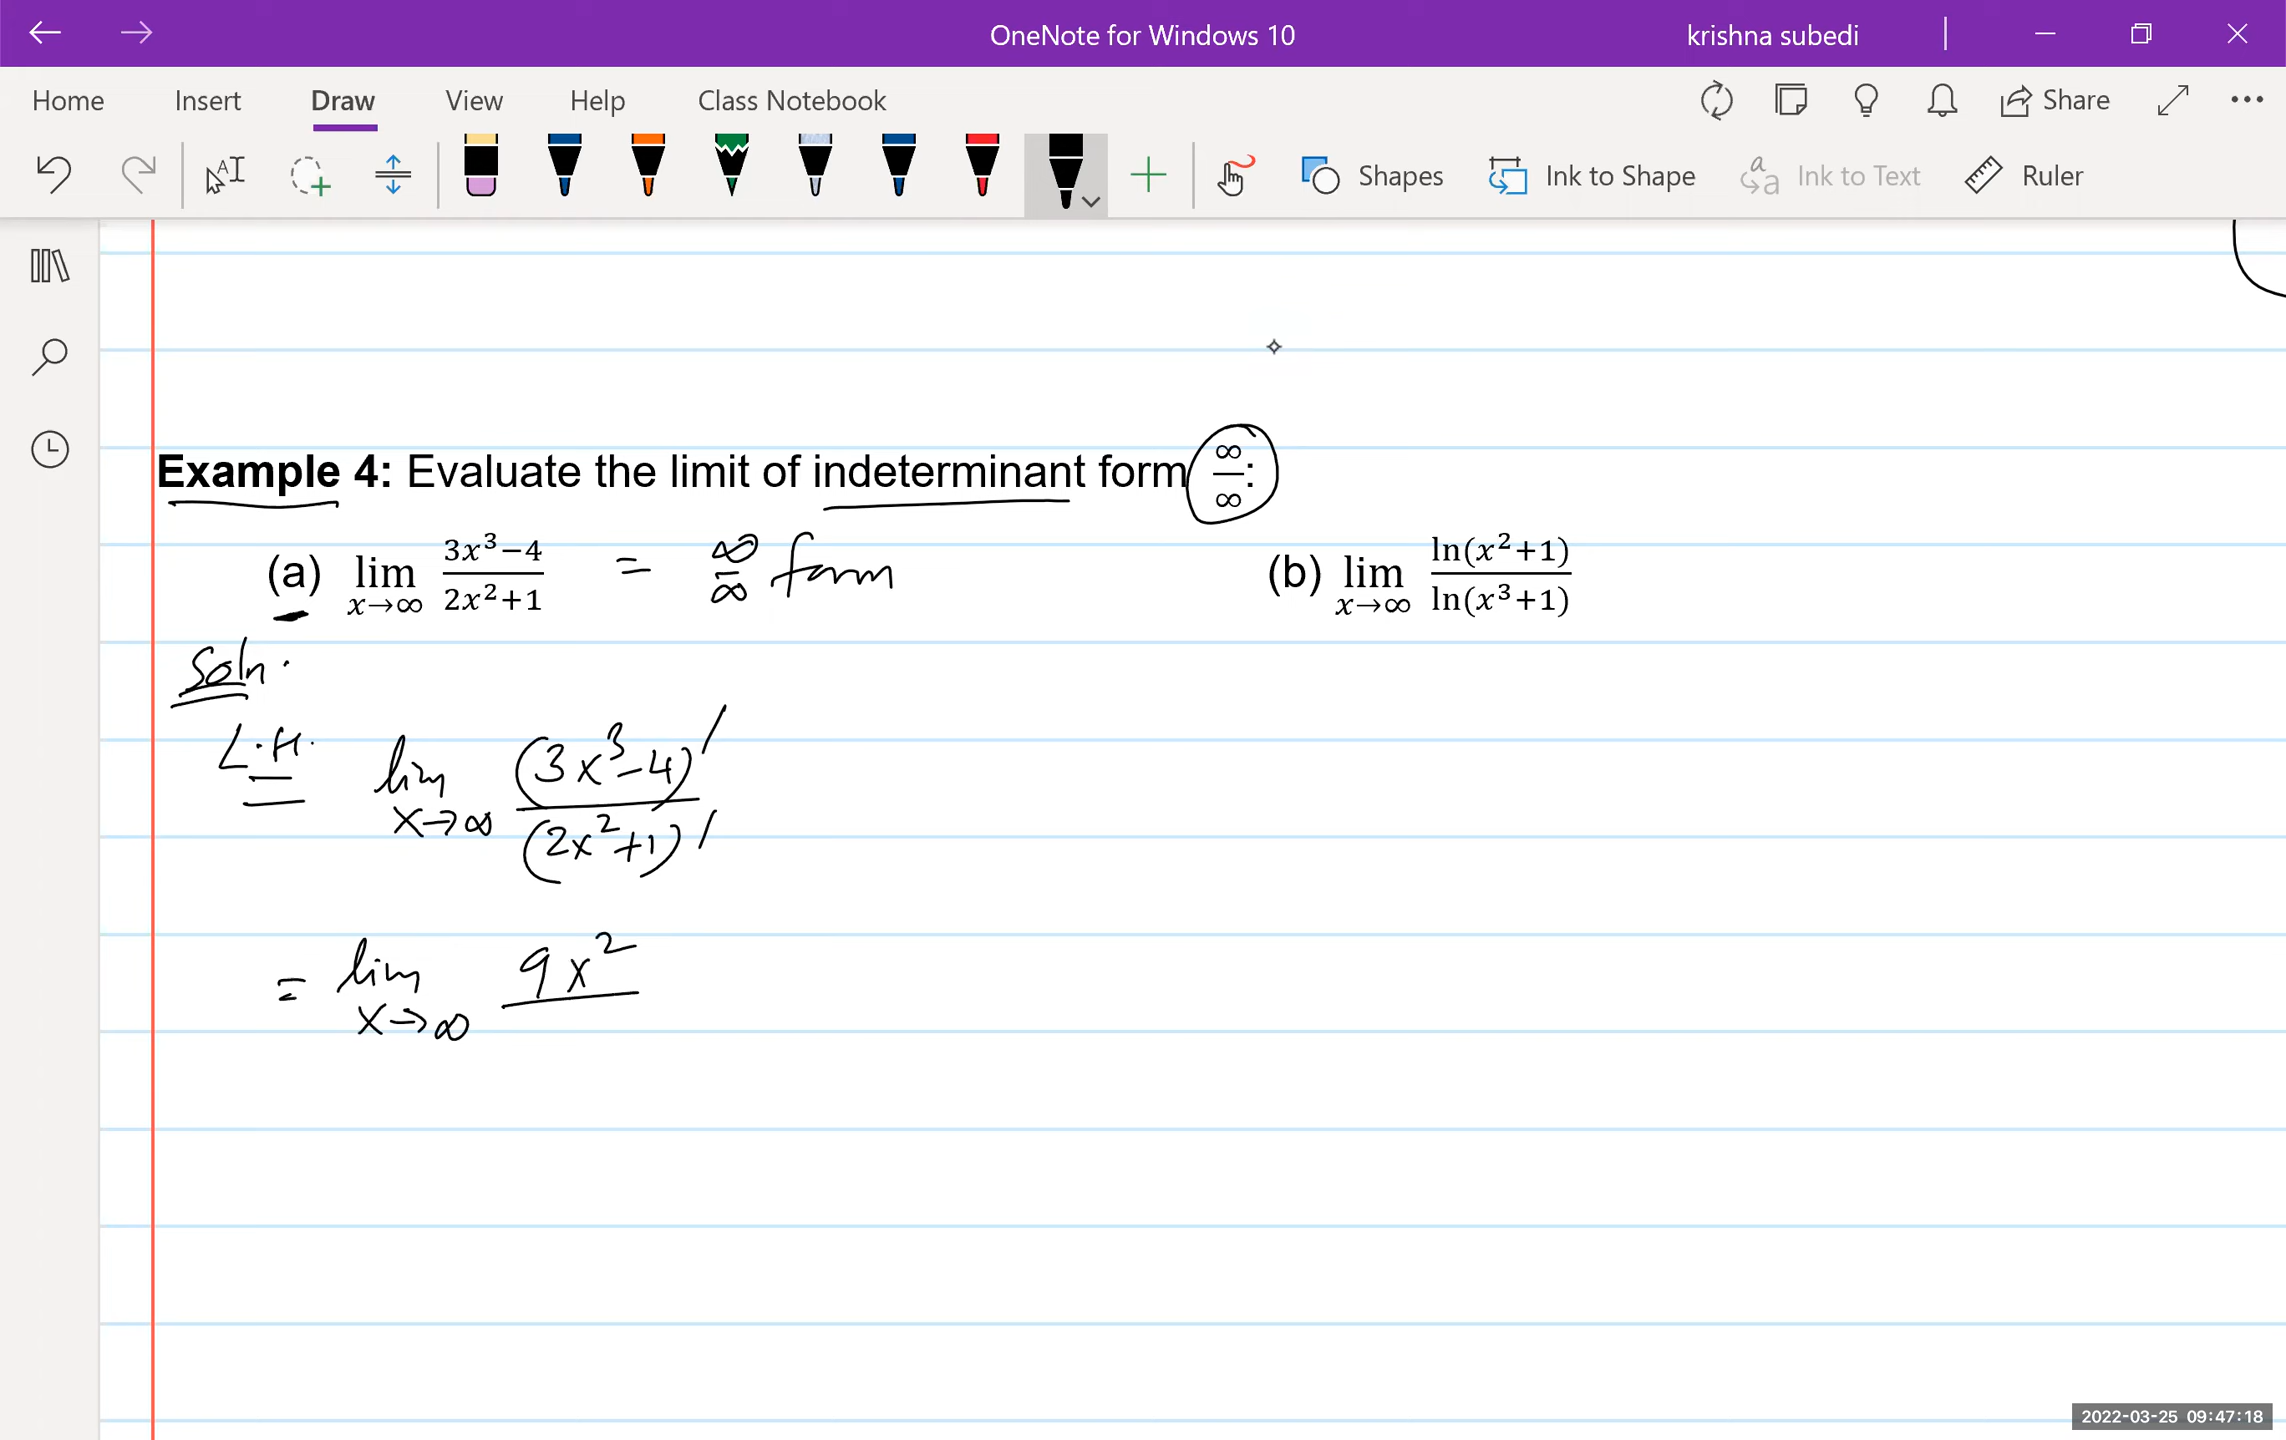 OneNote for Windows 10
krishna subedi
Home Insert Draw View Help Class Notebook Share
Shapes Ink to Shape Ink to Text Ruler
Example 4: Evaluate the limit of indeterminant form ∞/∞:
(a) lim x→∞ (3x³−4)/(2x²+1) = ∞/∞ form
(b) lim x→∞ ln(x²+1)/ln(x³+1)
Soln.
L.H. lim x→∞ (3x³−4)′/(2x²+1)′
= lim x→∞ 9x²
2022-03-25 09:47:18